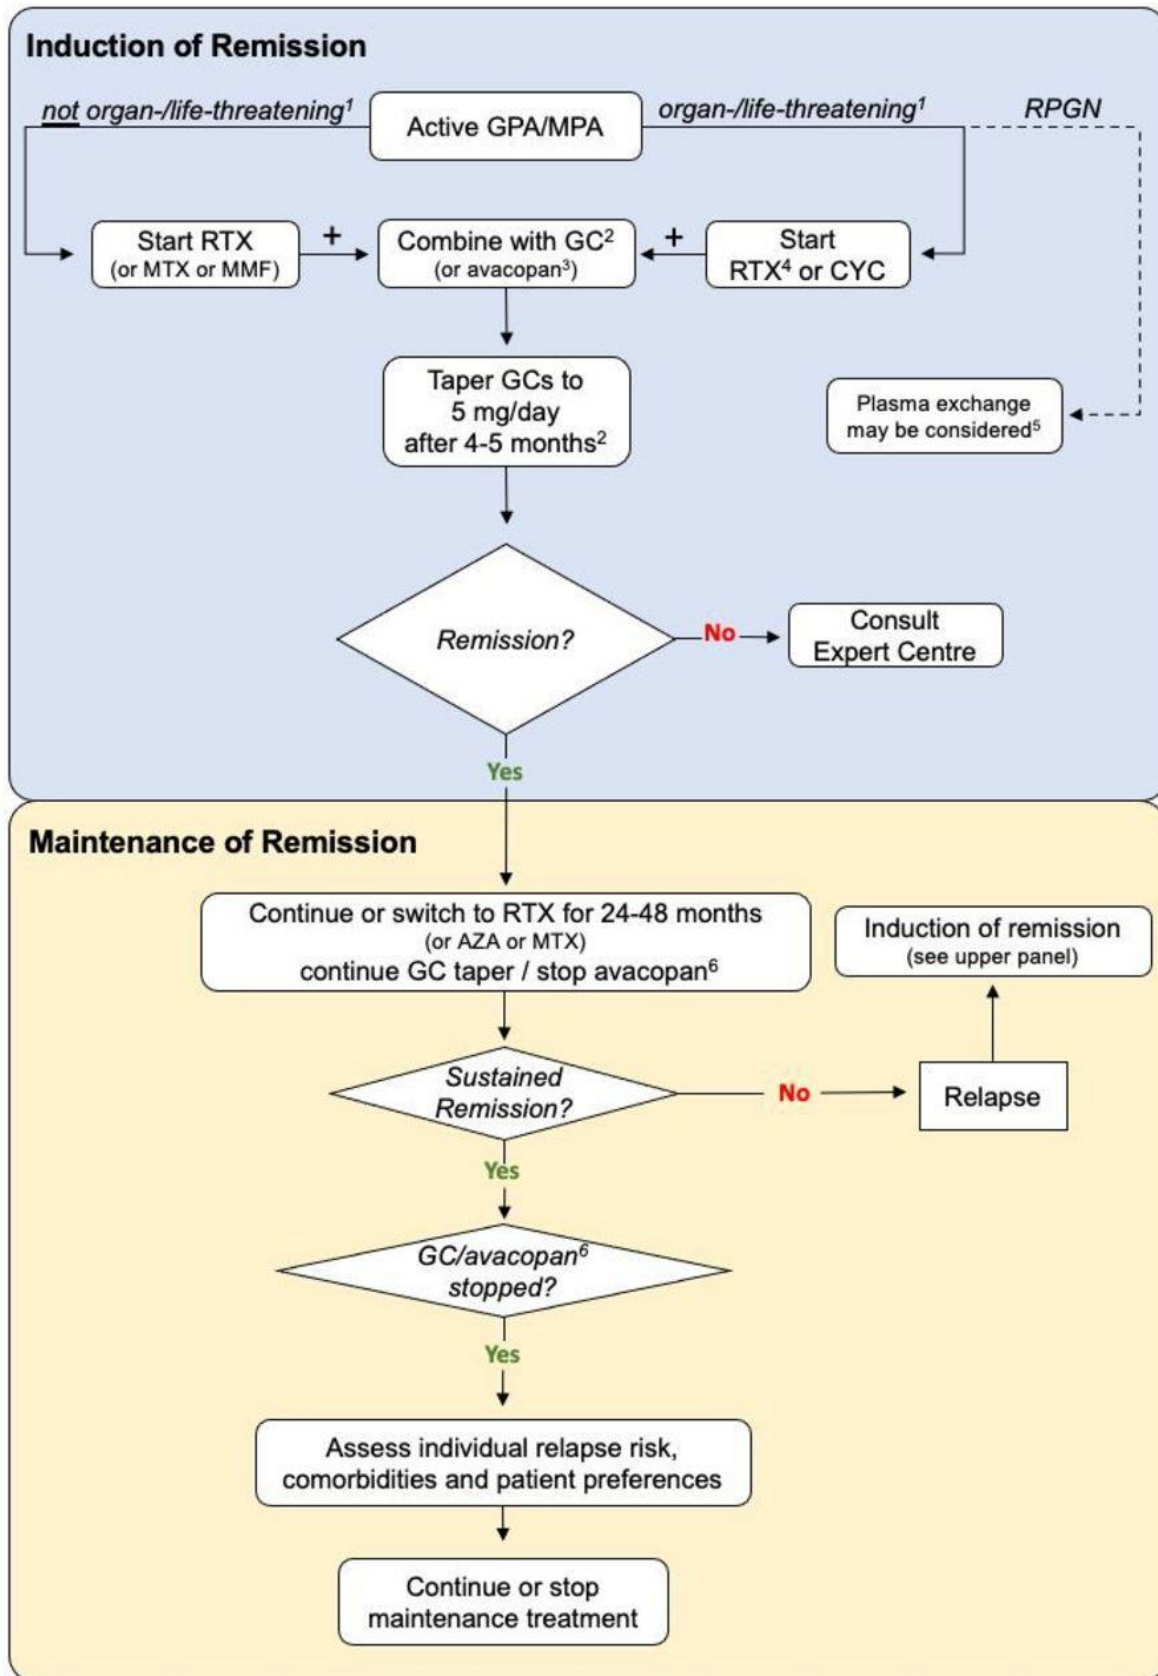 Induction of Remission
not organ-/life-threatening¹
Active GPA/MPA
organ-/life-threatening¹
RPGN
Start RTX
(or MTX or MMF)
+
Combine with GC²
(or avacopan³)
+
Start
RTX⁴ or CYC
Taper GCs to
5 mg/day
after 4-5 months²
Plasma exchange
may be considered⁵
Remission?
No
Consult
Expert Centre
Yes
Maintenance of Remission
Continue or switch to RTX for 24-48 months
(or AZA or MTX)
continue GC taper / stop avacopan⁶
Induction of remission
(see upper panel)
Sustained
Remission?
No
Relapse
Yes
GC/avacopan⁶
stopped?
Yes
Assess individual relapse risk,
comorbidities and patient preferences
Continue or stop
maintenance treatment